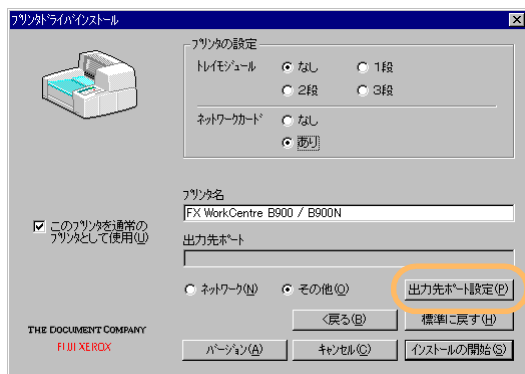 ﾌﾟﾘﾝﾀﾄﾞﾗｲﾊﾞｲﾝｽﾄｰﾙ
ﾌﾟﾘﾝﾀの設定
ﾄﾚｲﾓｼﾞｭｰﾙ なし 1段
2段 3段
ﾈｯﾄﾜｰｸｶｰﾄﾞ なし
あり
ﾌﾟﾘﾝﾀ名
FX WorkCentre B900 / B900N
このﾌﾟﾘﾝﾀを通常の
ﾌﾟﾘﾝﾀとして使用(U)
出力先ﾎﾟｰﾄ
ﾈｯﾄﾜｰｸ(N) その他(O) 出力先ﾎﾟｰﾄ設定(P)
<戻る(B) 標準に戻す(H)
THE DOCUMENT COMPANY
FUJI XEROX
ﾊﾞｰｼﾞｮﾝ(A) ｷｬﾝｾﾙ(C) ｲﾝｽﾄｰﾙの開始(S)